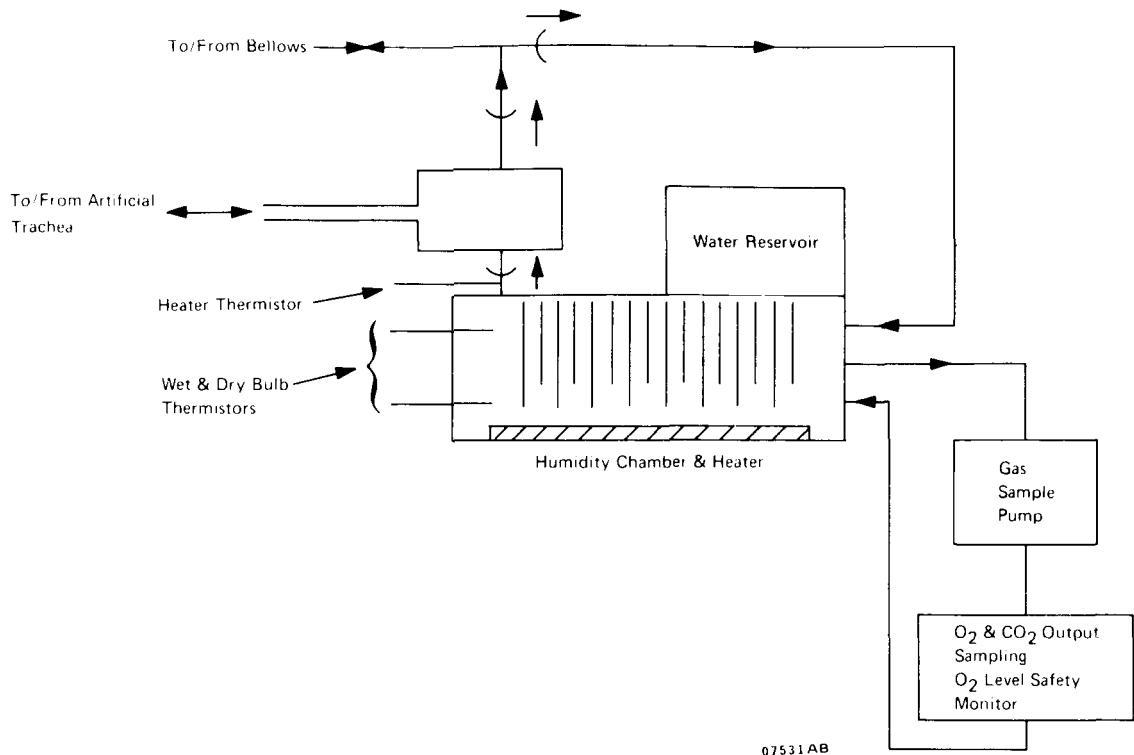 To/From Bellows
To/From Artificial
Trachea
Water Reservoir
Heater Thermistor
Wet & Dry Bulb
Thermistors
Humidity Chamber & Heater
Gas
Sample
Pump
O2 & CO2 Output
Sampling
O2 Level Safety
Monitor
07531AB